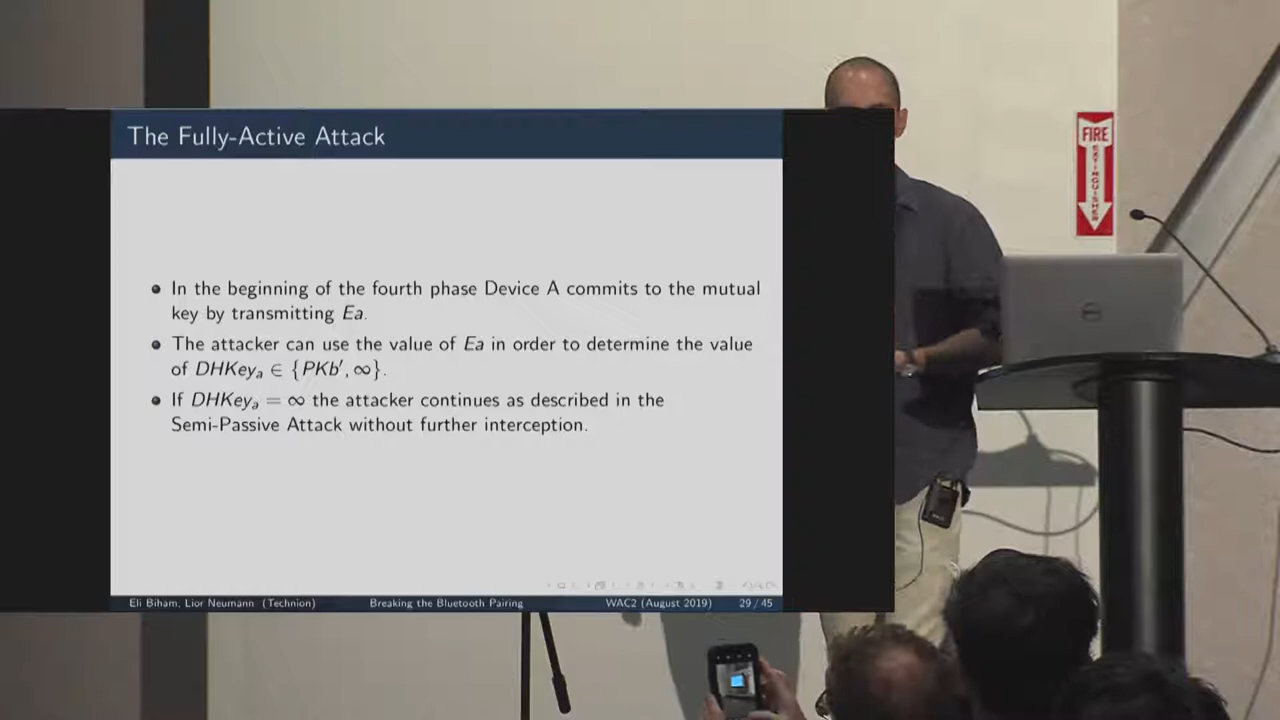 The Fully-Active Attack
• In the beginning of the fourth phase Device A commits to the mutual
key by transmitting Ea.
• The attacker can use the value of Ea in order to determine the value
of DHKeyₐ ∈ {PKb′, ∞}.
• If DHKeyₐ = ∞ the attacker continues as described in the
Semi-Passive Attack without further interception.
Eli Biham, Lior Neumann (Technion) Breaking the Bluetooth Pairing WAC2 (August 2019) 29 / 45
FIRE
EXTINGUISHER